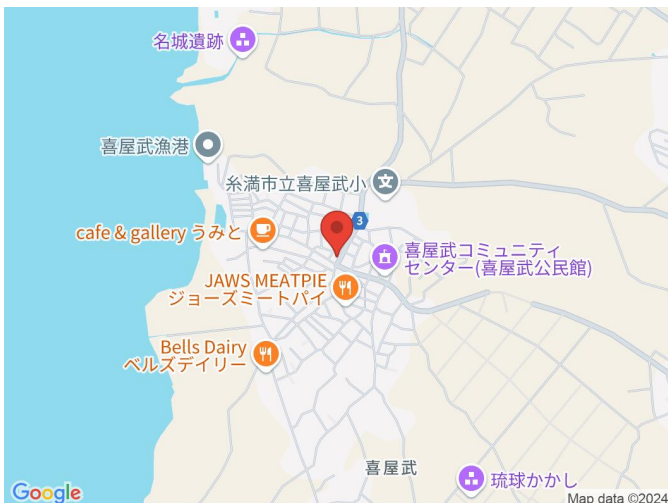 名城遺跡
喜屋武漁港
糸満市立喜屋武小
文
3
cafe & gallery うみと
喜屋武コミュニティ
センター(喜屋武公民館)
JAWS MEATPIE
ジョーズミートパイ
Bells Dairy
ベルズデイリー
喜屋武
琉球かかし
Google
Map data ©2024